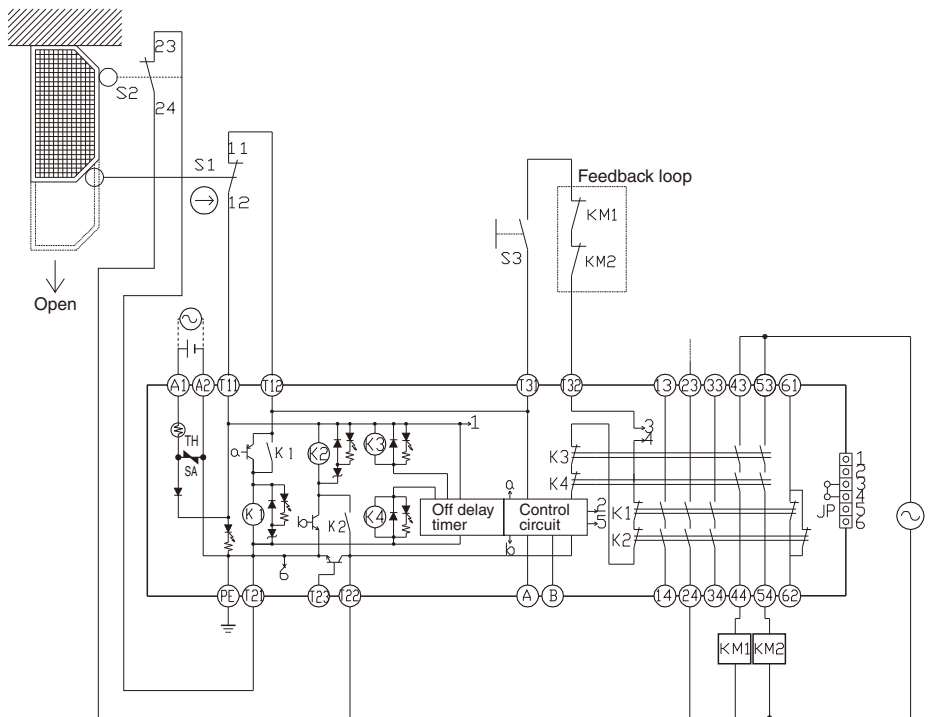 23
S2
24
11
S1
12
Feedback loop
KM1
S3
KM2
Open
A1 A2 T11 T12 T31 T32 13 23 33 43 53 61
1
3
4
TH
a K1 K2 K3 K3
SA
K4
a
1
2
3
4
5
6
JP
K1 K4 Off delay timer Control circuit 2 5 K1
b K2 b K2
6
PE T21 T23 T22 A B 14 24 34 44 54 62
KM1 KM2